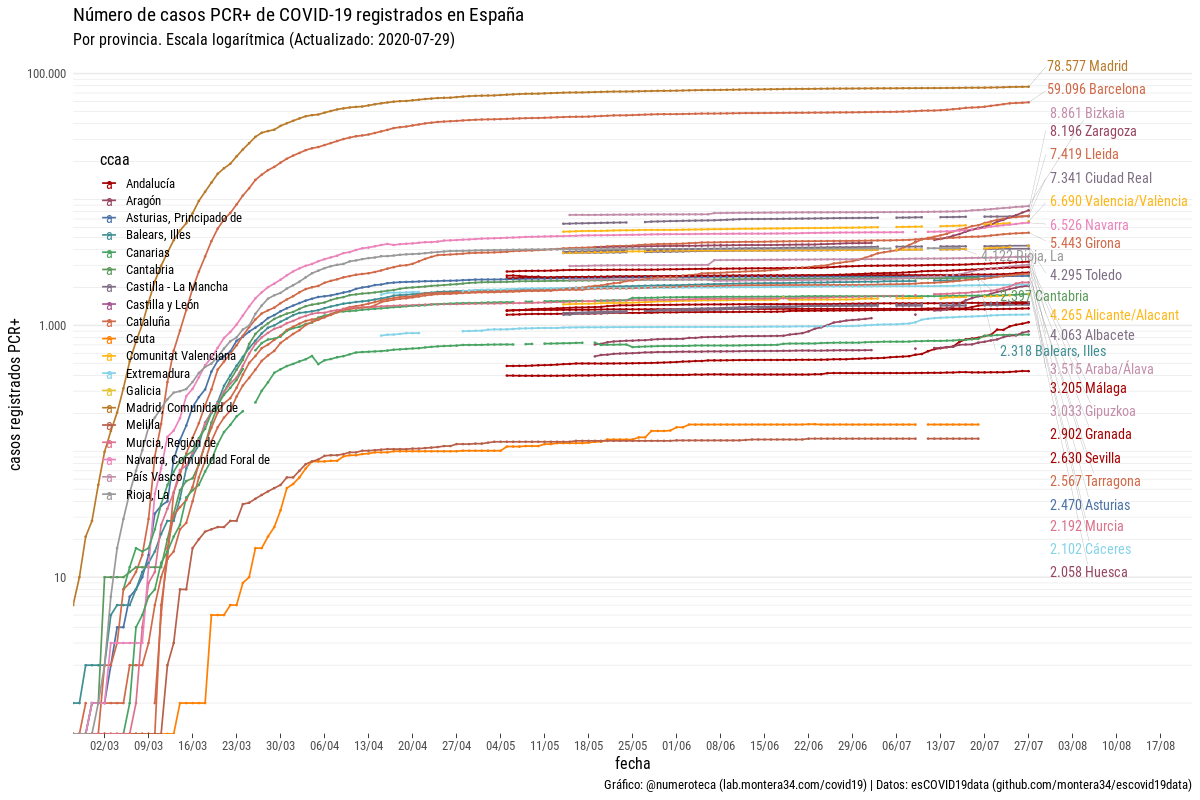 Número de casos PCR+ de COVID-19 registrados en España
Por provincia. Escala logarítmica (Actualizado: 2020-07-29)
100.000
1.000
10
casos registrados PCR+
ccaa
a Andalucía
a Aragón
a Asturias, Principado de
a Balears, Illes
a Canarias
a Cantabria
a Castilla - La Mancha
a Castilla y León
a Cataluña
a Ceuta
a Comunitat Valenciana
a Extremadura
a Galicia
a Madrid, Comunidad de
a Melilla
a Murcia, Región de
a Navarra, Comunidad Foral de
a País Vasco
a Rioja, La
78.577 Madrid
59.096 Barcelona
8.861 Bizkaia
8.196 Zaragoza
7.419 Lleida
7.341 Ciudad Real
6.690 Valencia/València
6.526 Navarra
5.443 Girona
4.122 Rioja, La
4.295 Toledo
2.397 Cantabria
4.265 Alicante/Alacant
4.063 Albacete
2.318 Balears, Illes
3.515 Araba/Álava
3.205 Málaga
3.033 Gipuzkoa
2.902 Granada
2.630 Sevilla
2.567 Tarragona
2.470 Asturias
2.192 Murcia
2.102 Cáceres
2.058 Huesca
02/03 09/03 16/03 23/03 30/03 06/04 13/04 20/04 27/04 04/05 11/05 18/05 25/05 01/06 08/06 15/06 22/06 29/06 06/07 13/07 20/07 27/07 03/08 10/08 17/08
fecha
Gráfico: @numeroteca (lab.montera34.com/covid19) | Datos: esCOVID19data (github.com/montera34/escovid19data)